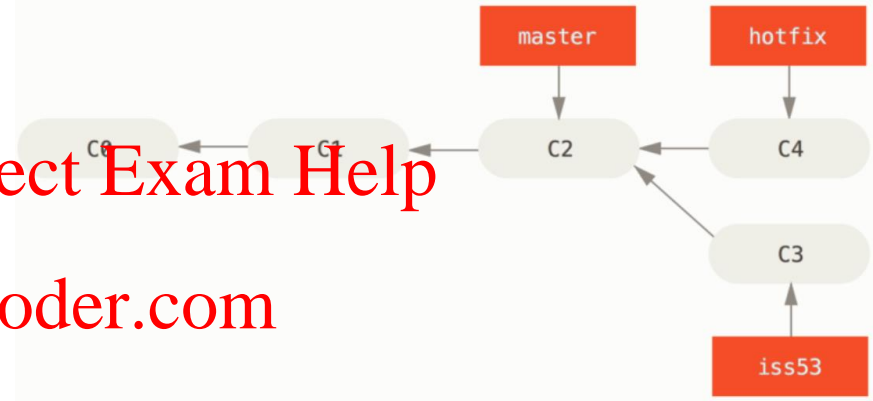 master hotfix
C0 C1 C2 C4
ect Exam Help
C3
oder.com
iss53